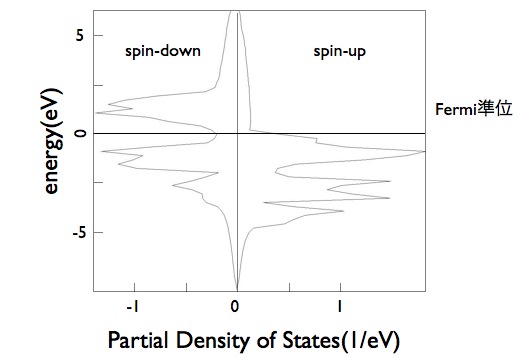 5
spin-down
spin-up
energy(eV)
0
Fermi準位
-5
-1
0
1
Partial Density of States(1/eV)